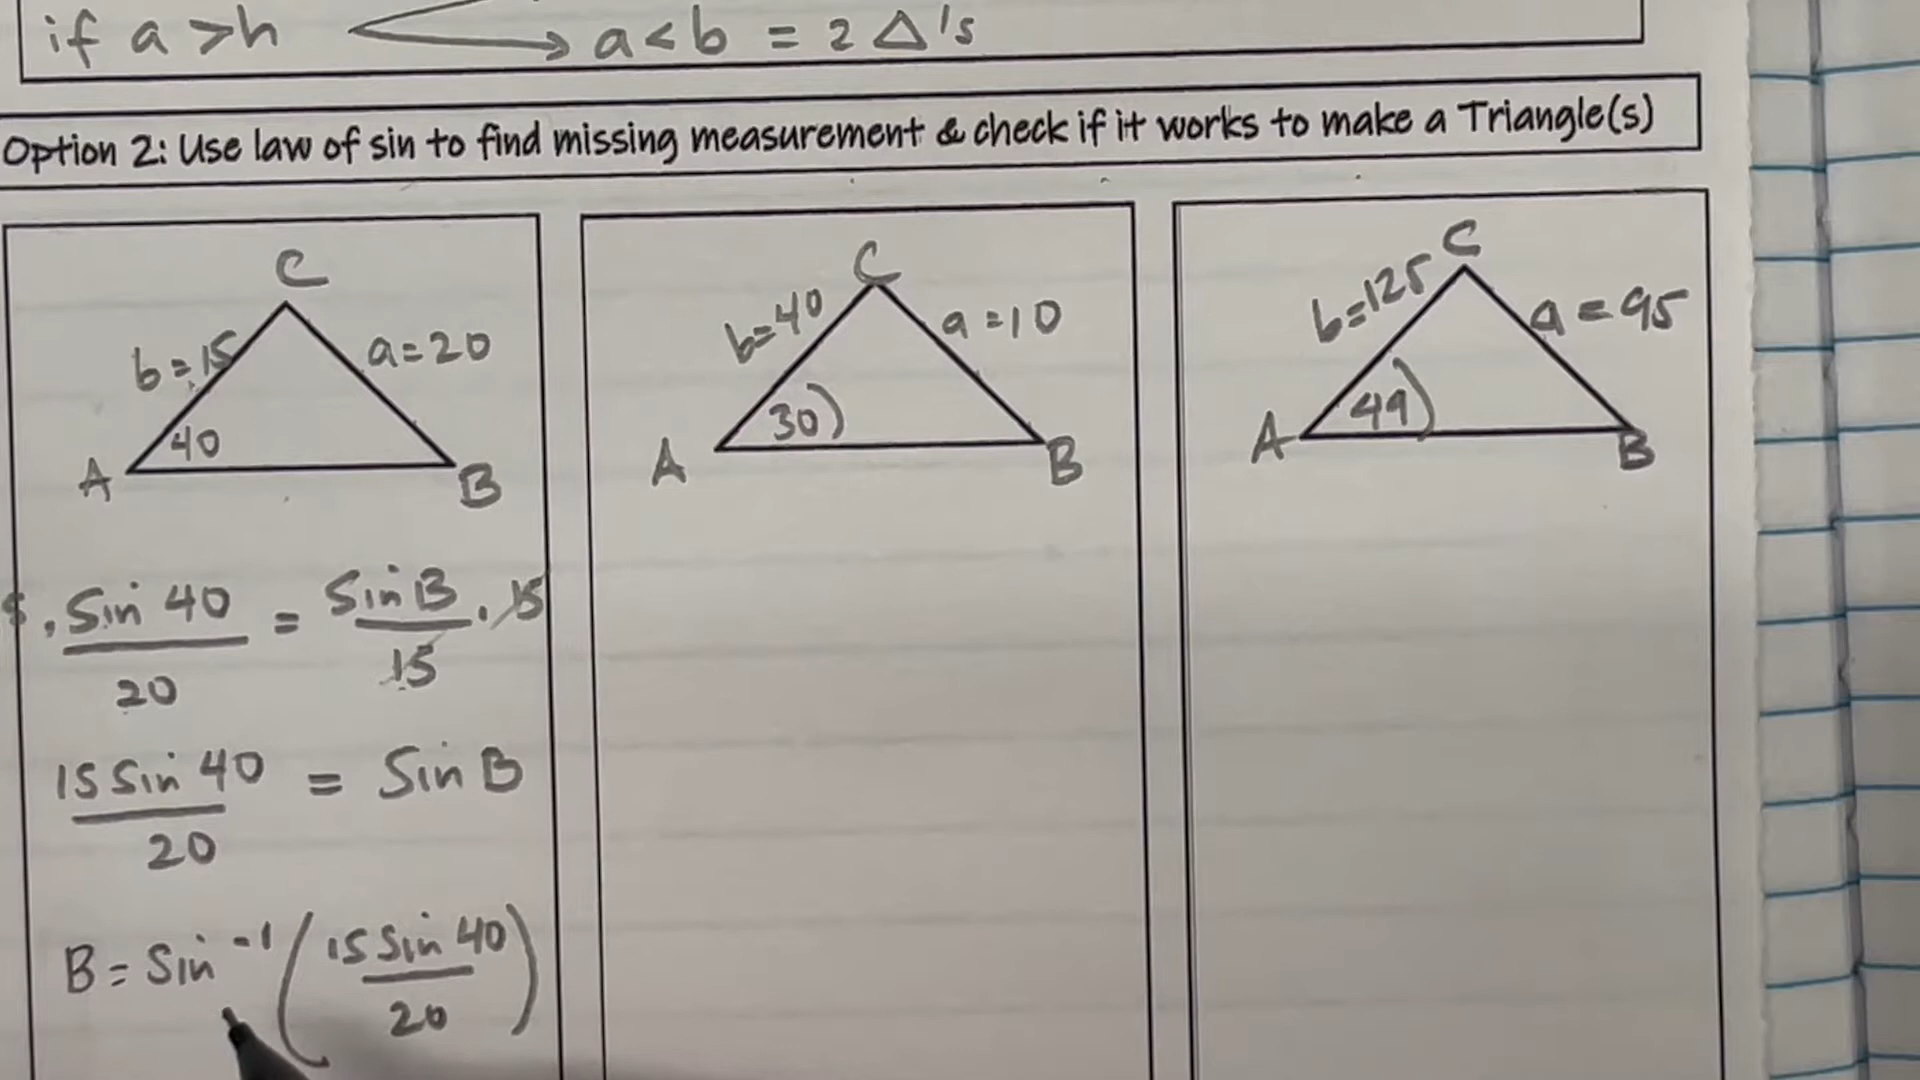 if a > h a < b = 2 Δ's
Option 2: Use law of sin to find missing measurement & check if it works to make a Triangle(s)
C
b=15
a=20
40
A
B
. Sin 40 = Sin B . 15
20 15
15 Sin 40 = Sin B
20
B = Sin⁻¹ ( 15 Sin 40 )
20
C
b=40
a=10
30
A
B
C
b=125
a=95
49
A
B